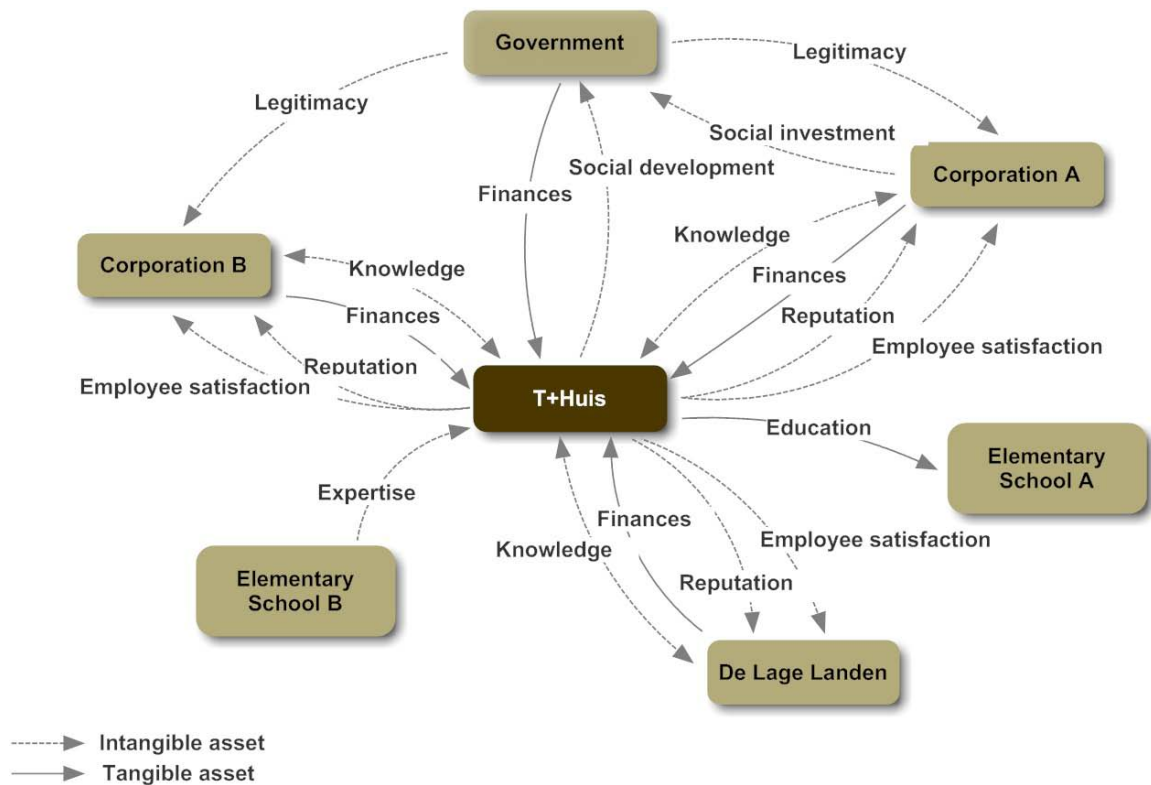 Government
Legitimacy
Legitimacy
Social investment
Social development
Corporation A
Finances
Knowledge
Corporation B
Knowledge
Finances
Finances
Reputation
Reputation
Employee satisfaction
Employee satisfaction
T+Huis
Education
Elementary
School A
Expertise
Finances
Employee satisfaction
Knowledge
Elementary
School B
Reputation
De Lage Landen
Intangible asset
Tangible asset